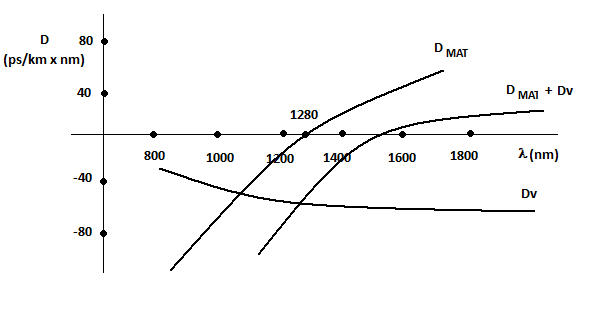 D
(ps/km x nm)
80
40
-40
-80
1280
D MAT
D MAT + Dv
Dv
800
1000
1200
1400
1600
1800
λ (nm)